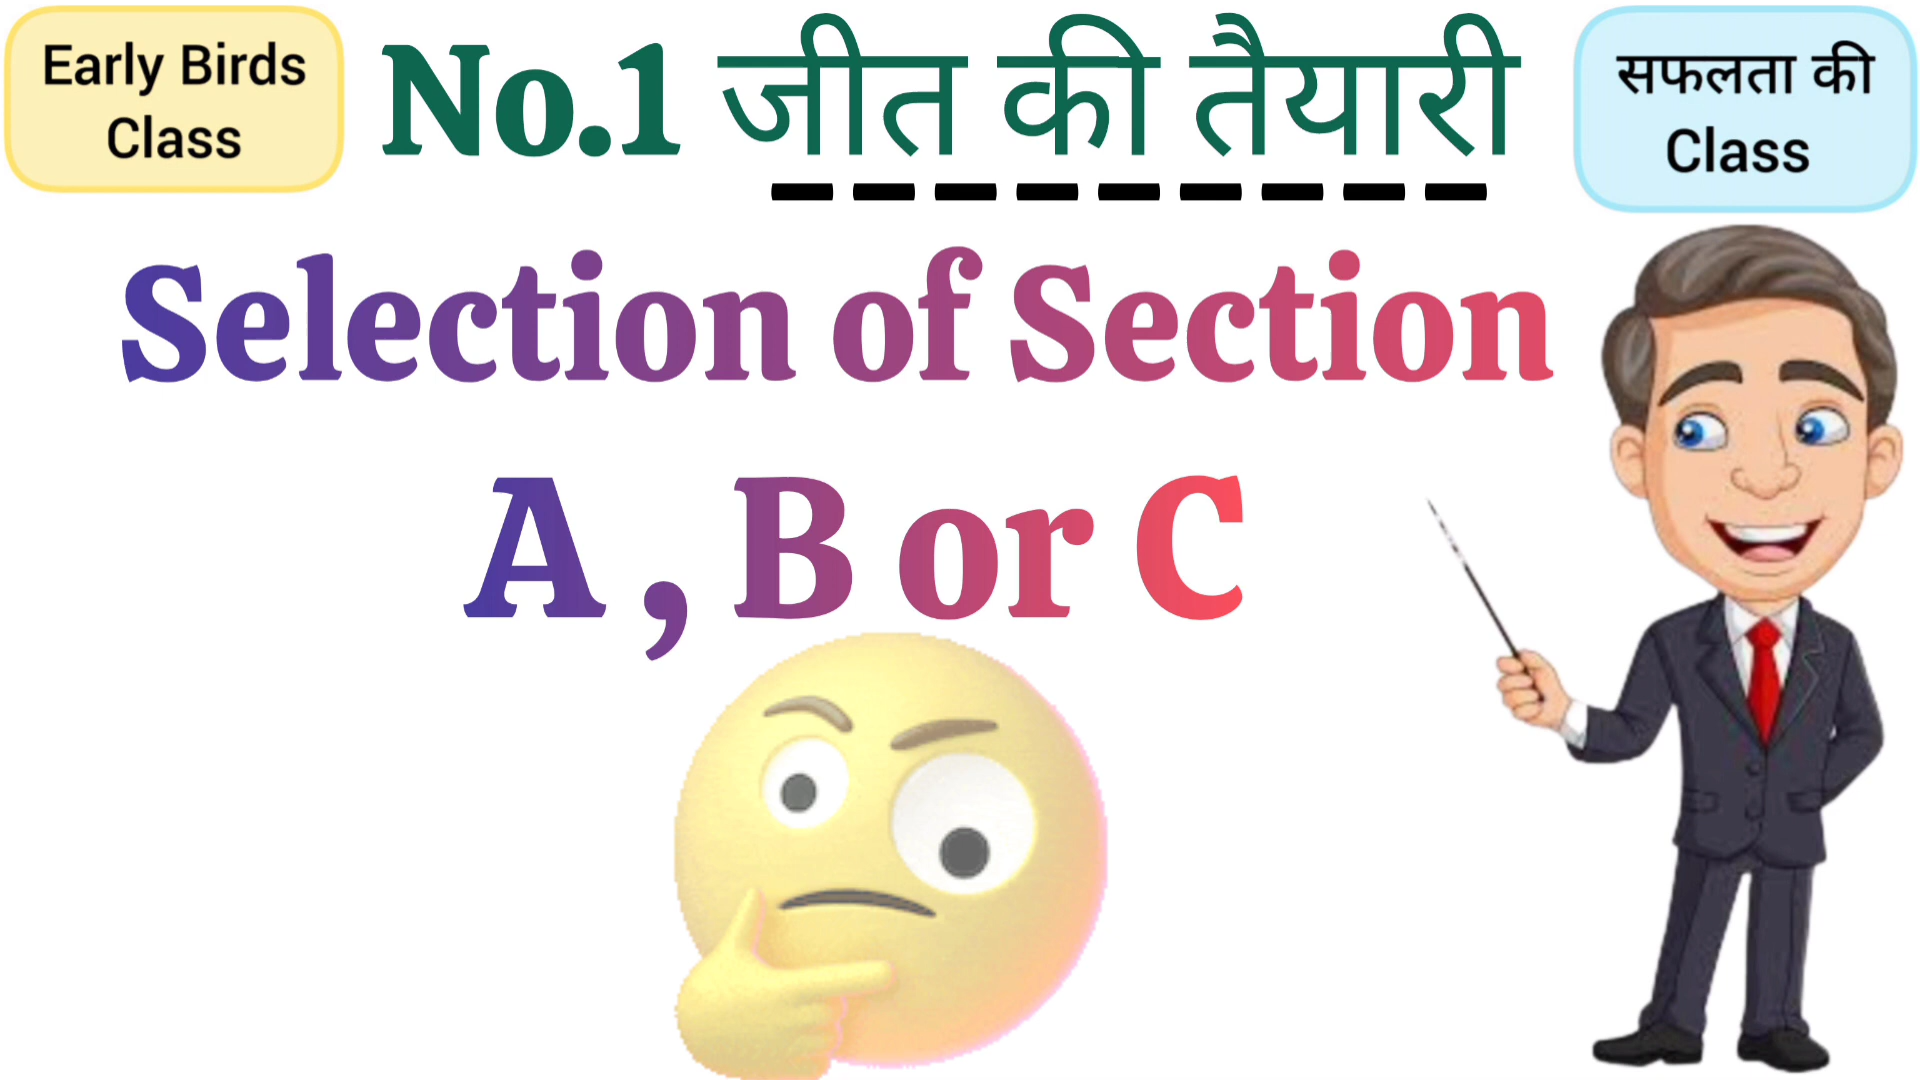 Early Birds
Class
No.1 जीत की तैयारी
सफलता की
Class
Selection of Section
A , B or C